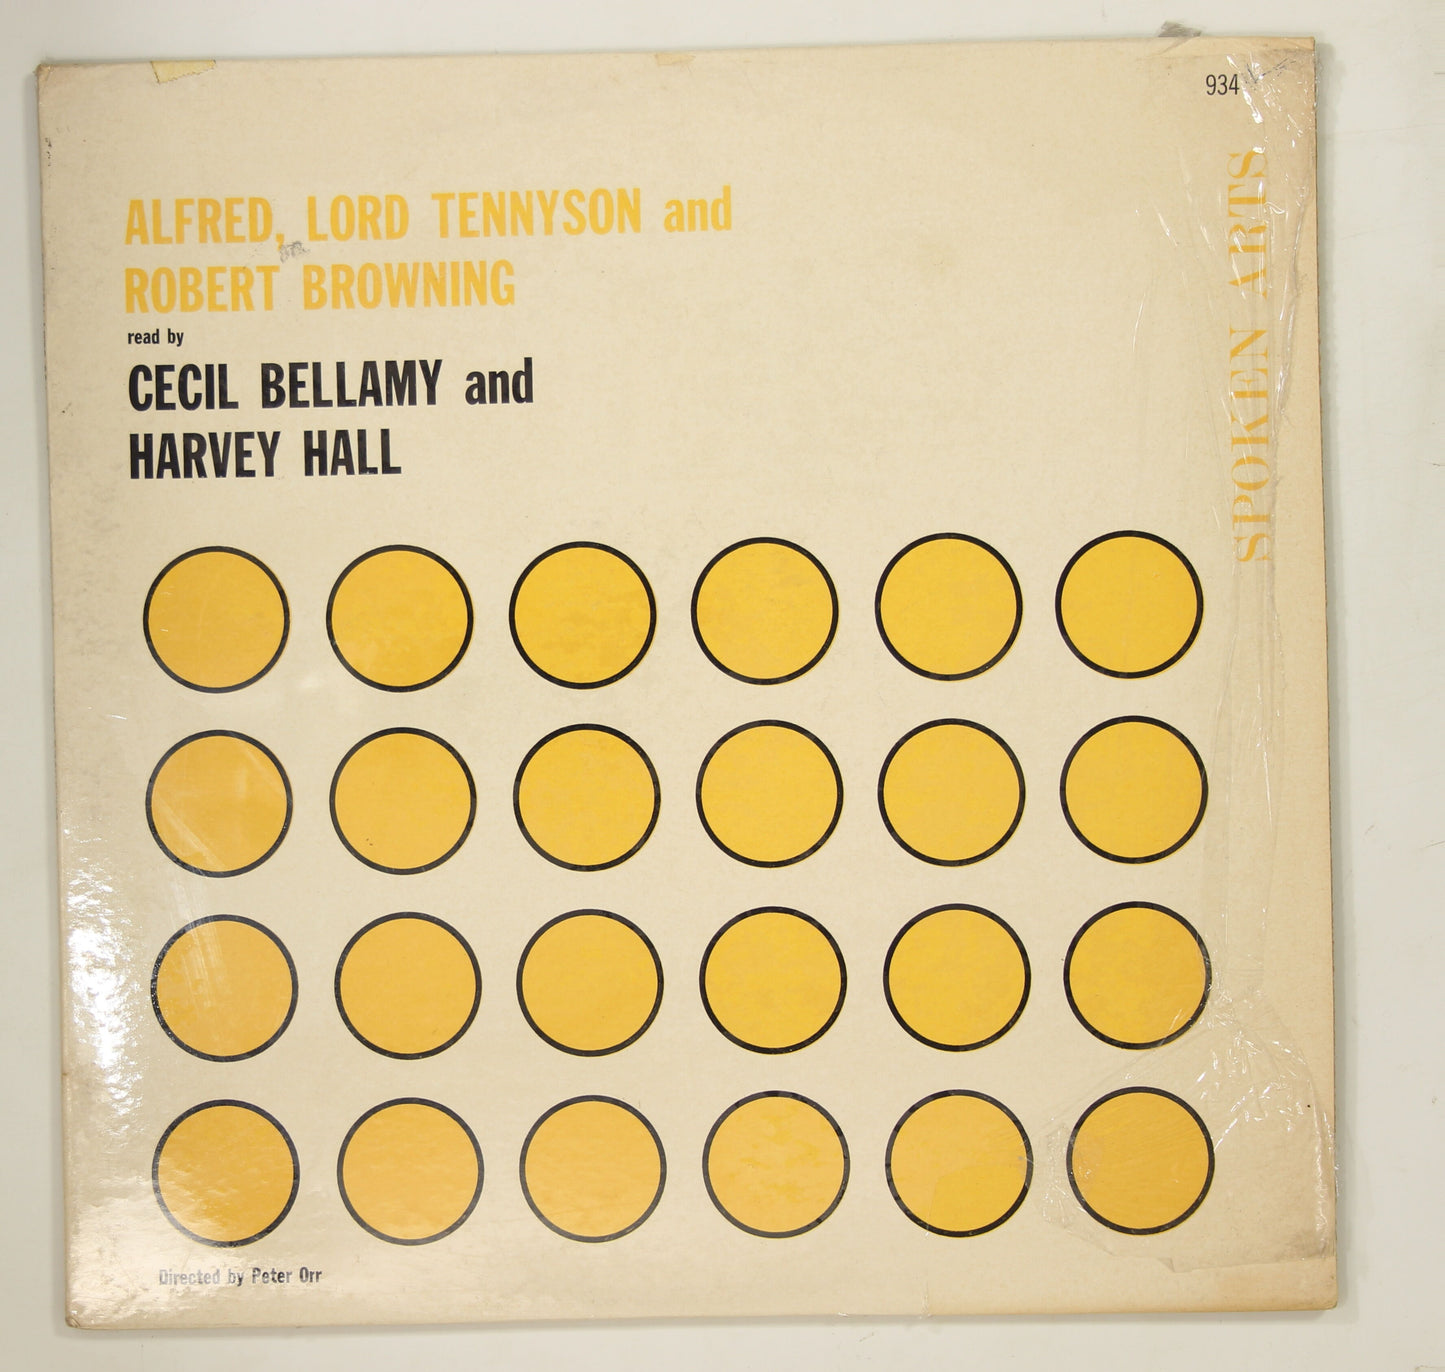 934
ALFRED, LORD TENNYSON and
ROBERT BROWNING
read by
CECIL BELLAMY and
HARVEY HALL
SPOKEN ARTS
Directed by Peter Orr